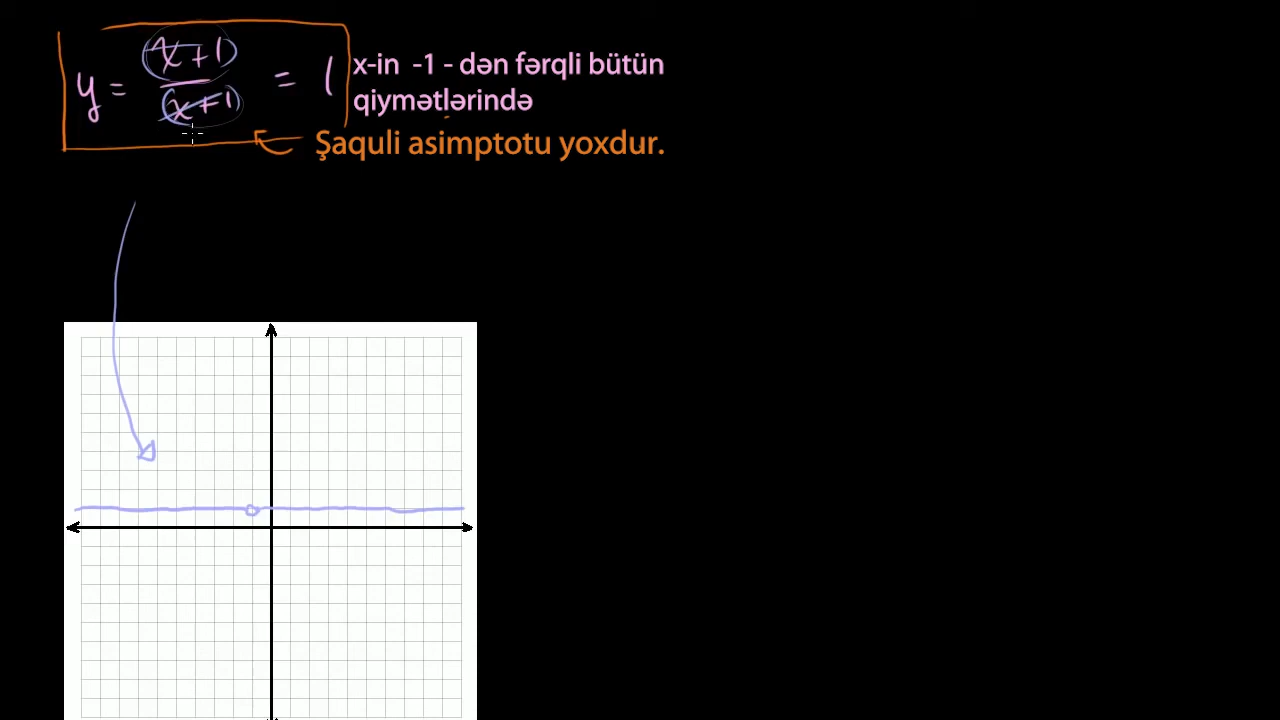 y = (x+1)/(x+1) = 1
x-in -1 - dən fərqli bütün
qiymətlərində
Şaquli asimptotu yoxdur.